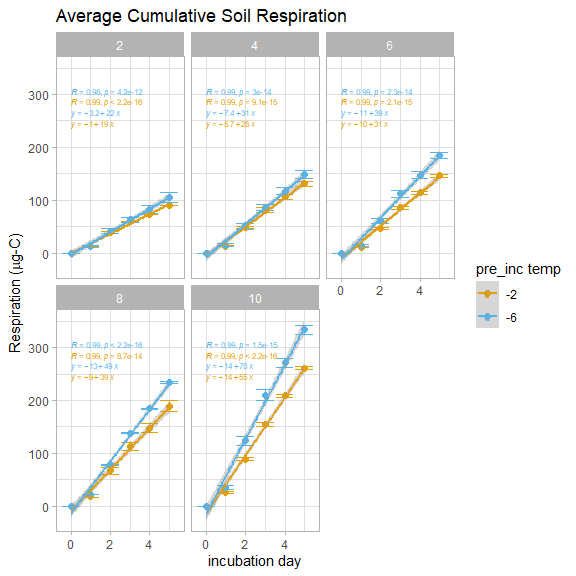 Average Cumulative Soil Respiration
2 4 6
R = 0.98, p = 4.2e-12
R = 0.99, p < 2.2e-16
y = -3.2 + 22 x
y = -1 + 19 x
R = 0.99, p = 3e-14
R = 0.99, p = 9.1e-15
y = -7.4 + 31 x
y = -5.7 + 28 x
R = 0.99, p = 2.3e-14
R = 0.99, p = 2.1e-15
y = -11 + 39 x
y = -10 + 31 x
300
200
100
0
0 2 4
8 10
R = 0.99, p < 2.2e-16
R = 0.99, p = 6.7e-14
y = -13 + 49 x
y = -9 + 39 x
R = 0.99, p = 1.5e-15
R = 0.99, p < 2.2e-16
y = -14 + 70 x
y = -14 + 55 x
300
200
100
0
0 2 4
0 2 4
Respiration (μg-C)
incubation day
pre_inc temp
-2
-6